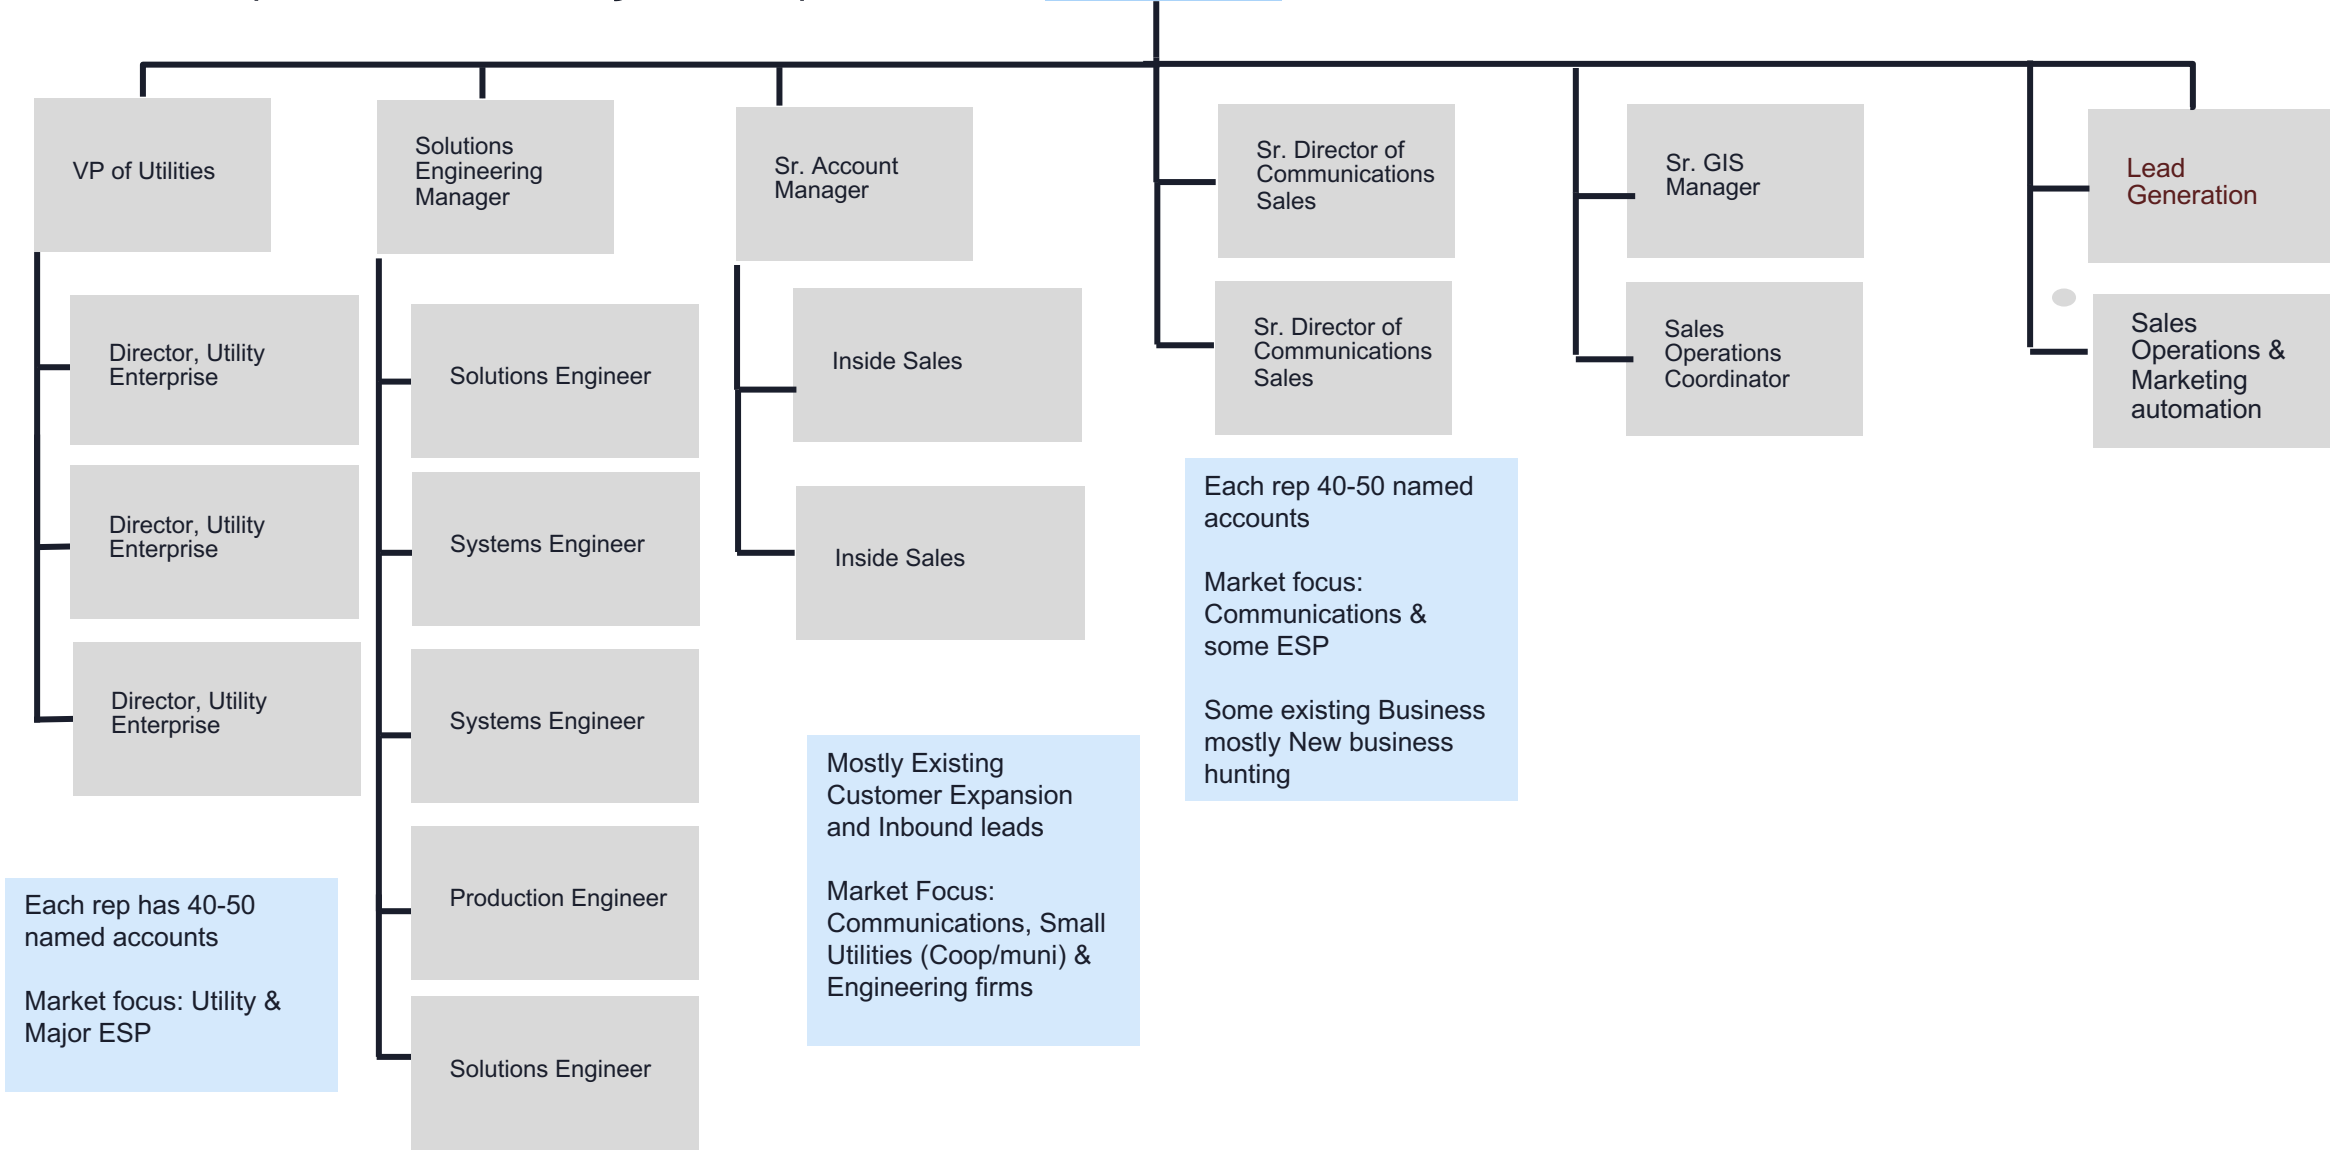 VP of Utilities
Solutions
Engineering
Manager
Sr. Account
Manager
Sr. Director of
Communications
Sales
Sr. GIS
Manager
Lead
Generation
Director, Utility
Enterprise
Director, Utility
Enterprise
Director, Utility
Enterprise
Solutions Engineer
Systems Engineer
Systems Engineer
Production Engineer
Solutions Engineer
Inside Sales
Inside Sales
Sr. Director of
Communications
Sales
Sales
Operations
Coordinator
Sales
Operations &
Marketing
automation
Each rep has 40-50
named accounts
Market focus: Utility &
Major ESP
Mostly Existing
Customer Expansion
and Inbound leads
Market Focus:
Communications, Small
Utilities (Coop/muni) &
Engineering firms
Each rep 40-50 named
accounts
Market focus:
Communications &
some ESP
Some existing Business
mostly New business
hunting